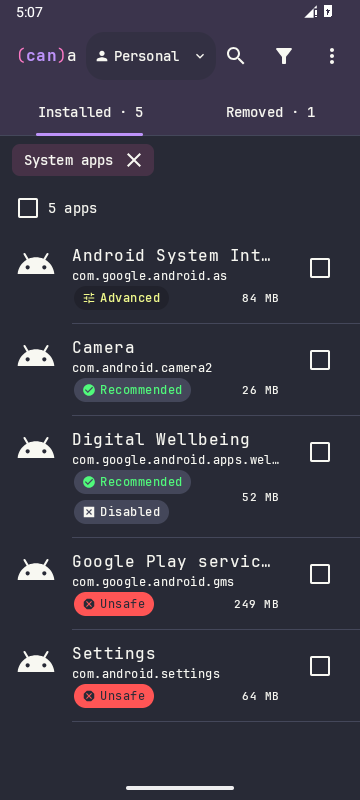 5:07
(can)a
Personal
Installed · 5
Removed · 1
System apps
5 apps
Android System Int…
com.google.android.as
Advanced
84 MB
Camera
com.android.camera2
Recommended
26 MB
Digital Wellbeing
com.google.android.apps.wel…
Recommended
52 MB
Disabled
Google Play servic…
com.google.android.gms
Unsafe
249 MB
Settings
com.android.settings
Unsafe
64 MB